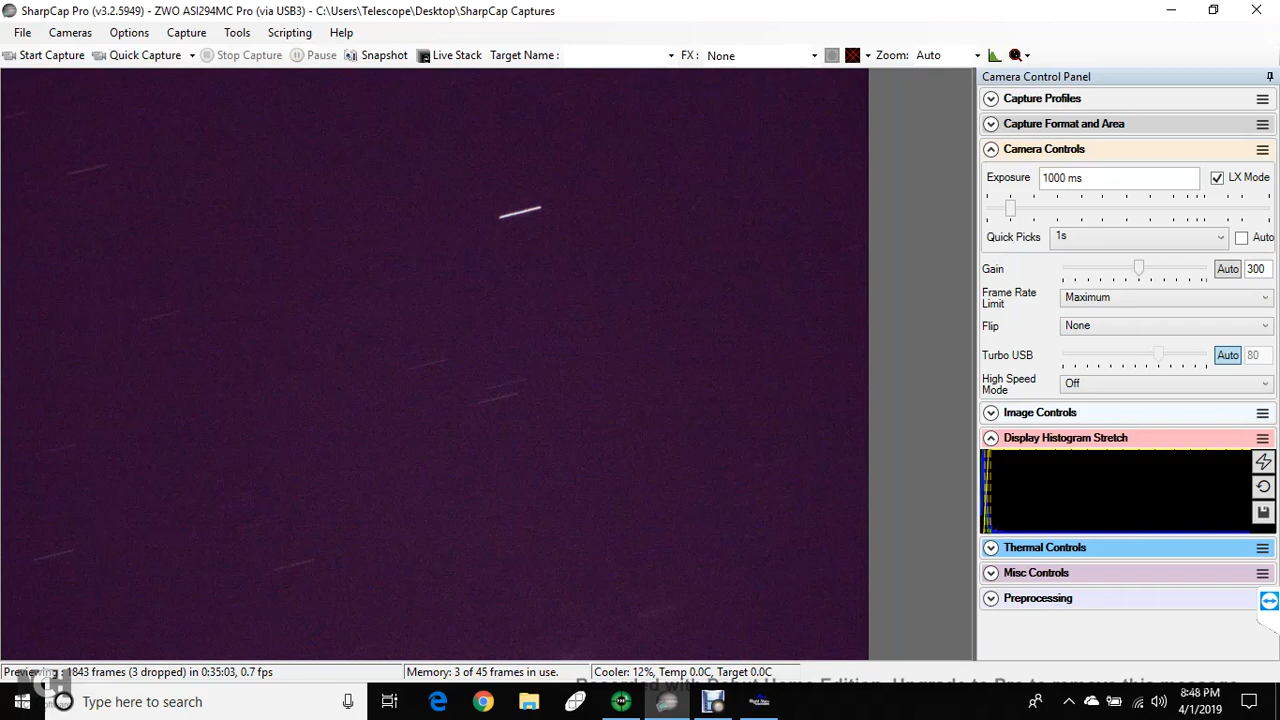 SharpCap Pro (v3.2.5949) - ZWO ASI294MC Pro (via USB3) - C:\Users\Telescope\Desktop\SharpCap Captures
File Cameras Options Capture Tools Scripting Help
Start Capture Quick Capture Stop Capture Pause Snapshot Live Stack Target Name : FX : None Zoom: Auto
Camera Control Panel
Capture Profiles
Capture Format and Area
Camera Controls
Exposure 1000 ms LX Mode
Quick Picks 1s Auto
Gain Auto 300
Frame Rate Limit Maximum
Flip None
Turbo USB Auto 80
High Speed Mode Off
Image Controls
Display Histogram Stretch
Thermal Controls
Misc Controls
Preprocessing
Previewing : 1843 frames (3 dropped) in 0:35:03, 0.7 fps Memory: 3 of 45 frames in use. Cooler: 12%, Temp 0.0C, Target 0.0C
Type here to search
8:48 PM
4/1/2019